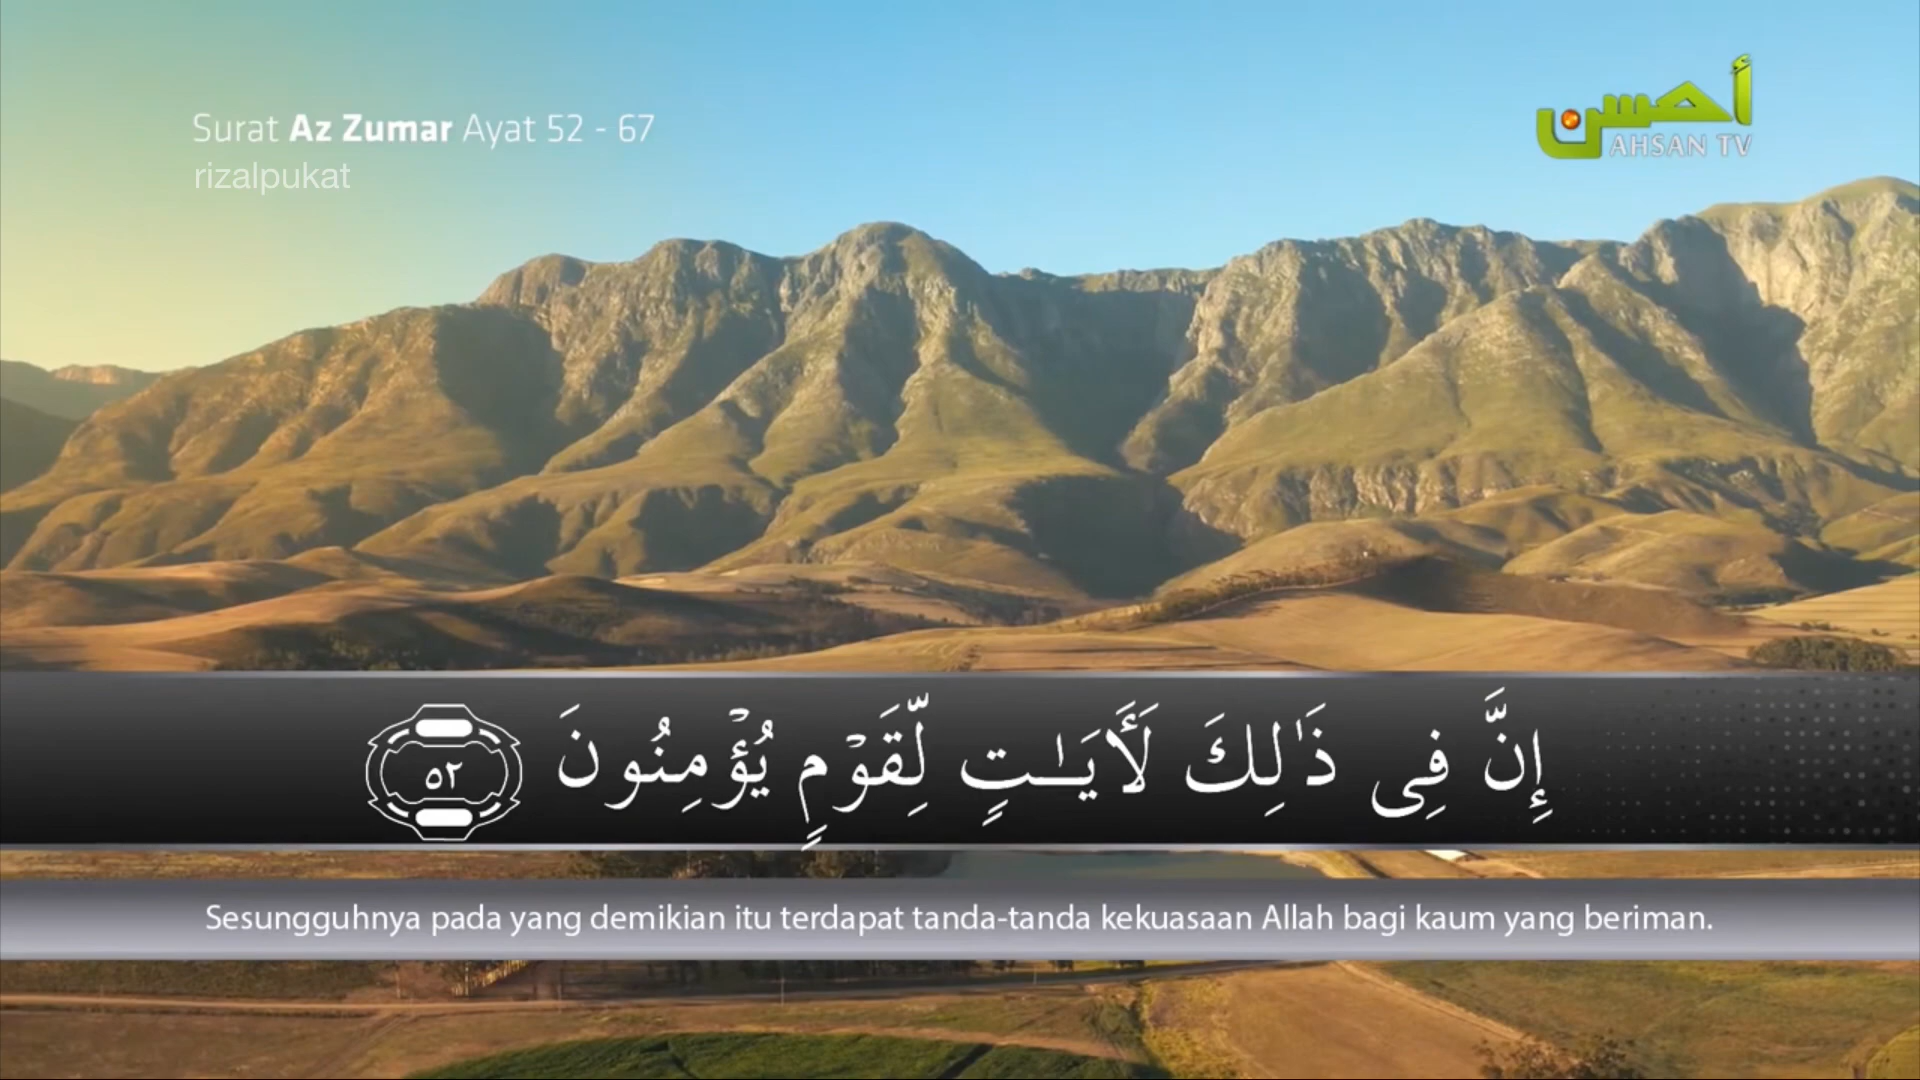 Surat Az Zumar Ayat 52 - 67
rizalpukat
أحسن
AHSAN TV
إِنَّ فِى ذَٰلِكَ لَأَيَـٰتٍ لِّقَوْمٍ يُؤْمِنُونَ ٥٢
Sesungguhnya pada yang demikian itu terdapat tanda-tanda kekuasaan Allah bagi kaum yang beriman.